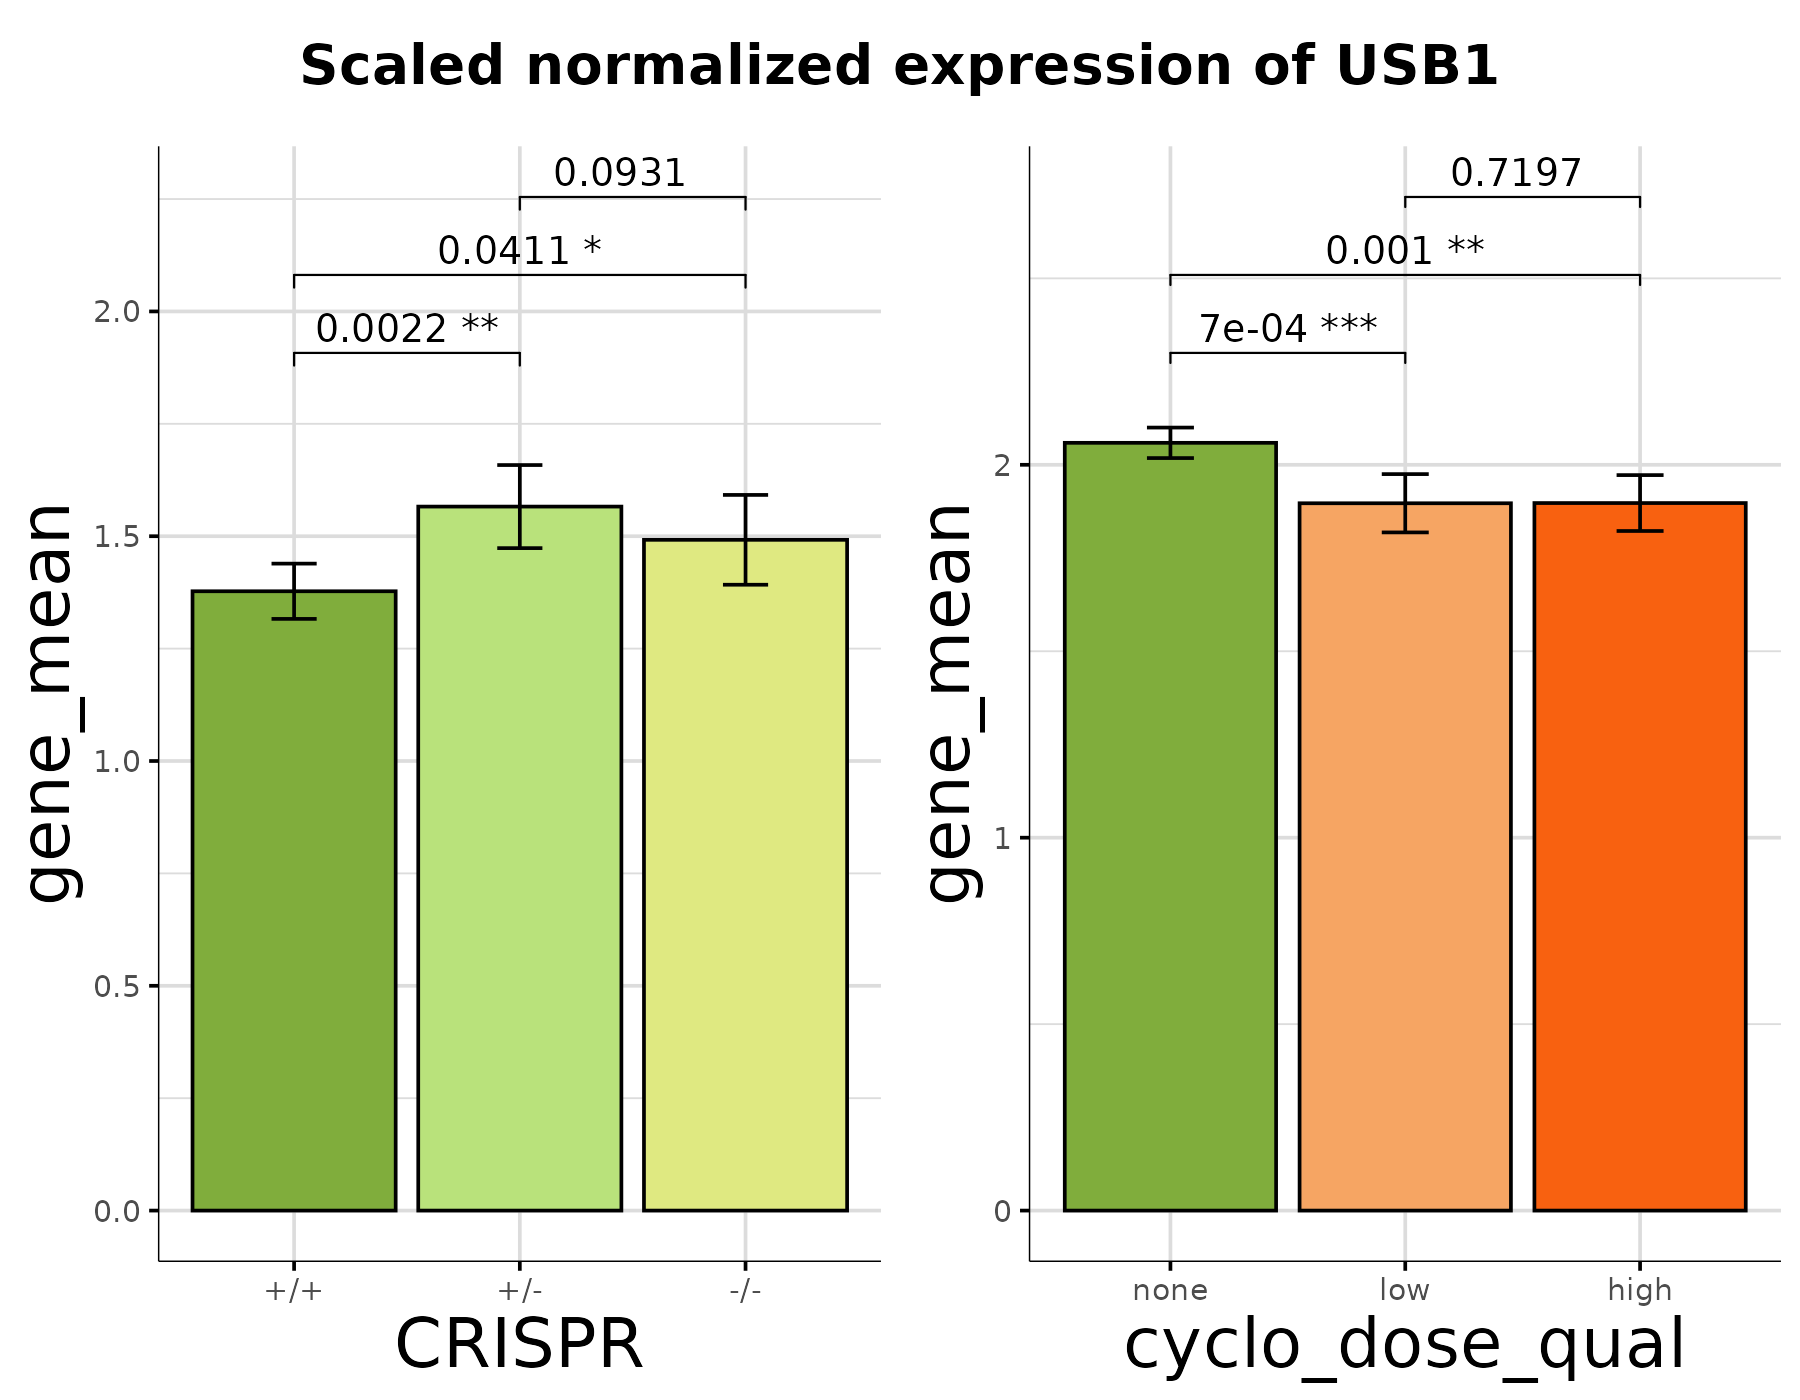 Scaled normalized expression of USB1
0.0931
0.0411 *
0.0022 **
gene_mean
2.0
1.5
1.0
0.5
0.0
+/+
+/-
-/-
CRISPR
0.7197
0.001 **
7e-04 ***
gene_mean
2
1
0
none
low
high
cyclo_dose_qual